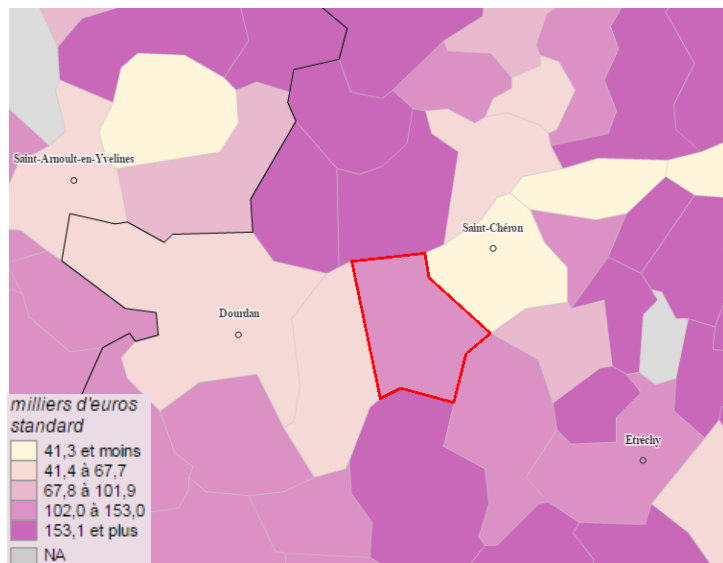 Saint-Arnoult-en-Yvelines
Saint-Chéron
Dourdan
Etréchy
milliers d'euros
standard
41,3 et moins
41,4 à 67,7
67,8 à 101,9
102,0 à 153,0
153,1 et plus
NA